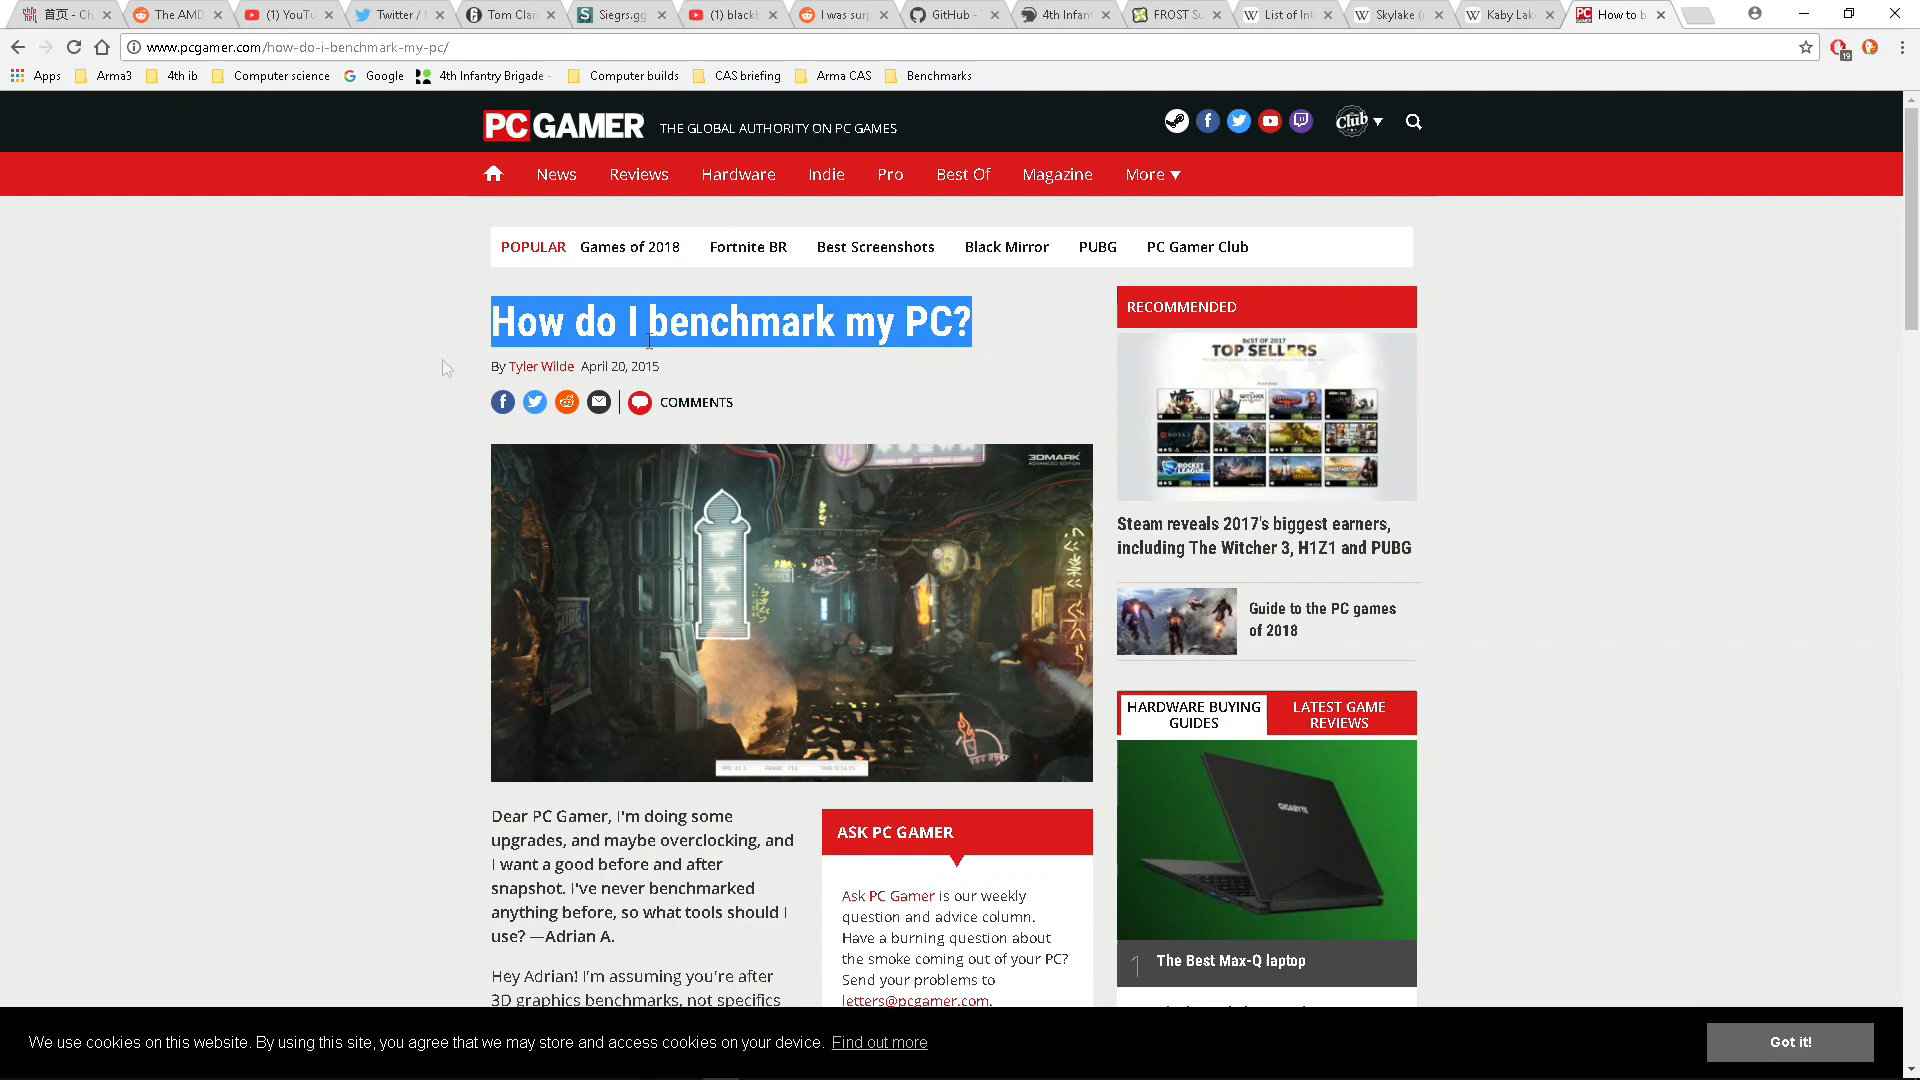 首页 - Ch
The AMD
(1) YouTu
Twitter /
Tom Clan
Siegrs.gg
(1) blackb
I was surp
GitHub -
4th Infant
FROST Su
List of Int
Skylake (
Kaby Lak
How to b
www.pcgamer.com/how-do-i-benchmark-my-pc/
19
Apps Arma3 4th ib Computer science Google 4th Infantry Brigade - Computer builds CAS briefing Arma CAS Benchmarks
PC GAMER THE GLOBAL AUTHORITY ON PC GAMES
Club
News Reviews Hardware Indie Pro Best Of Magazine More
POPULAR Games of 2018 Fortnite BR Best Screenshots Black Mirror PUBG PC Gamer Club
How do I benchmark my PC?
By Tyler Wilde April 20, 2015
COMMENTS
3DMARK
ADVANCED EDITION
Dear PC Gamer, I'm doing some
upgrades, and maybe overclocking, and
I want a good before and after
snapshot. I've never benchmarked
anything before, so what tools should I
use? —Adrian A.
Hey Adrian! I'm assuming you're after
3D graphics benchmarks, not specifics
ASK PC GAMER
Ask PC Gamer is our weekly
question and advice column.
Have a burning question about
the smoke coming out of your PC?
Send your problems to
letters@pcgamer.com.
RECOMMENDED
BEST OF 2017
TOP SELLERS
Steam reveals 2017's biggest earners,
including The Witcher 3, H1Z1 and PUBG
Guide to the PC games
of 2018
HARDWARE BUYING
GUIDES
LATEST GAME
REVIEWS
GIGABYTE
1 The Best Max-Q laptop
We use cookies on this website. By using this site, you agree that we may store and access cookies on your device. Find out more
Got it!